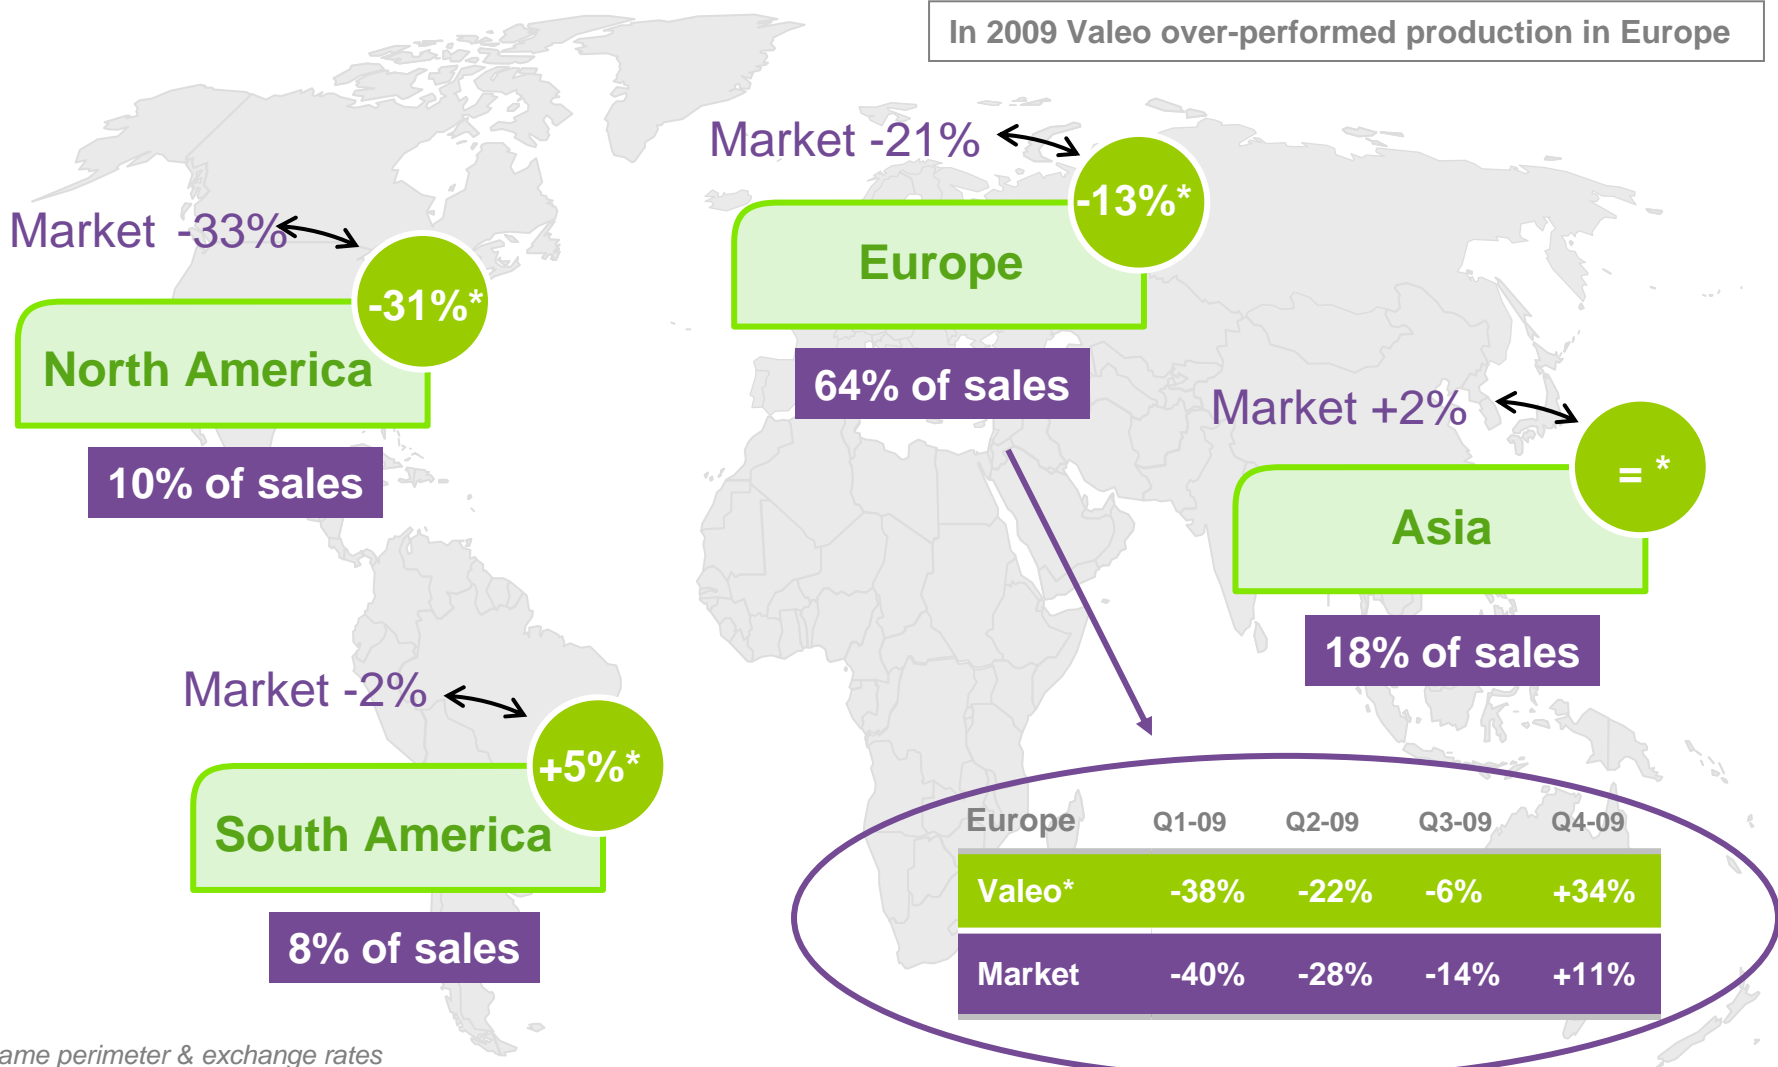 In 2009 Valeo over-performed production in Europe
Market -21%
-13%*
Europe
64% of sales
Market -33%
-31%*
North America
10% of sales
Market +2%
= *
Asia
18% of sales
Market -2%
+5%*
South America
8% of sales
Europe Q1-09 Q2-09 Q3-09 Q4-09
Valeo* -38% -22% -6% +34%
Market -40% -28% -14% +11%
ame perimeter & exchange rates